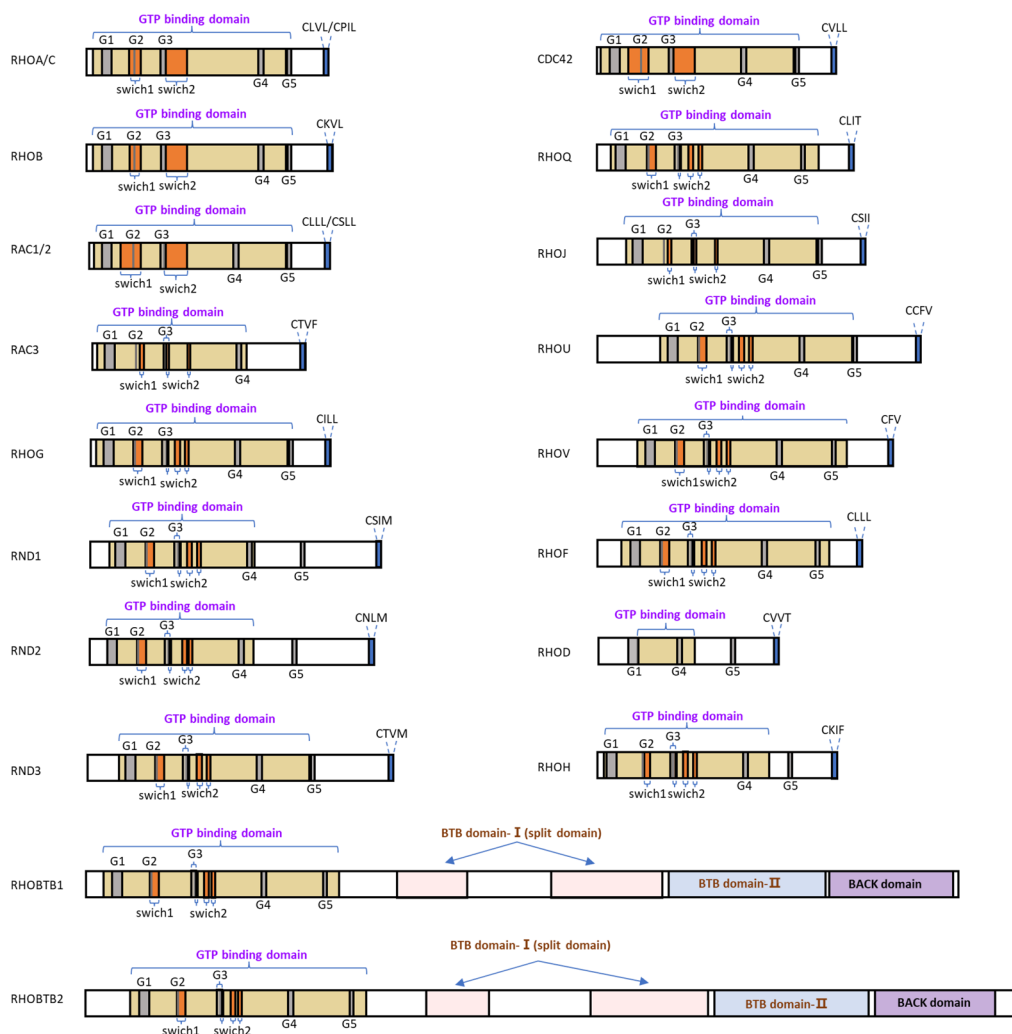 GTP binding domain
CLVL/CPIL
G1 G2 G3
RHOA/C
swich1 swich2 G4 G5
GTP binding domain
CKVL
G1 G2 G3
RHOB
swich1 swich2 G4 G5
GTP binding domain
CLLL/CSLL
G1 G2 G3
RAC1/2
swich1 swich2 G4 G5
GTP binding domain
CTVF
G1 G2 G3
RAC3
swich1 swich2 G4
GTP binding domain
CILL
G1 G2 G3
RHOG
swich1 swich2 G4 G5
GTP binding domain
CSIM
G1 G2 G3
RND1
swich1 swich2 G4 G5
GTP binding domain
CNLM
G1 G2 G3
RND2
swich1 swich2 G4 G5
GTP binding domain
CTVM
G1 G2 G3
RND3
swich1 swich2 G4 G5
GTP binding domain
CVLL
G1 G2 G3
CDC42
swich1 swich2 G4 G5
GTP binding domain
CLIT
G1 G2 G3
RHOQ
swich1 swich2 G4 G5
GTP binding domain
CSII
G1 G2 G3
RHOJ
swich1 swich2 G4 G5
GTP binding domain
CCFV
G1 G2 G3
RHOU
swich1 swich2 G4 G5
GTP binding domain
CFV
G1 G2 G3
RHOV
swich1 swich2 G4 G5
GTP binding domain
CLLL
G1 G2 G3
RHOF
swich1 swich2 G4 G5
GTP binding domain
CVVT
RHOD
G1 G4 G5
GTP binding domain
CKIF
G1 G2 G3
RHOH
swich1 swich2 G4 G5
GTP binding domain
BTB domain- I (split domain)
G1 G2 G3
RHOBTB1
BTB domain-II
BACK domain
swich1 swich2 G4 G5
GTP binding domain
BTB domain- I (split domain)
G1 G2 G3
RHOBTB2
BTB domain-II
BACK domain
swich1 swich2 G4 G5